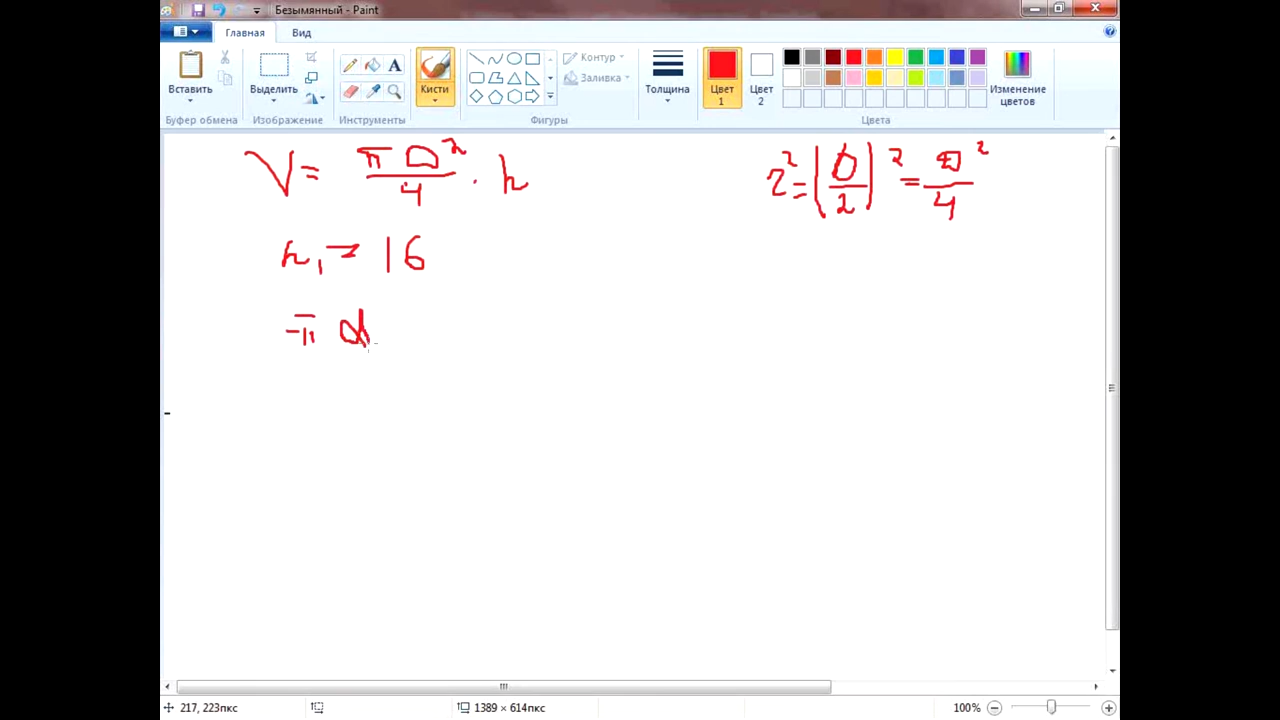 Безымянный - Paint
Главная Вид
Вставить
Выделить
Кисти
Контур
Заливка
Толщина
Цвет 1
Цвет 2
Изменение цветов
Буфер обмена
Изображение
Инструменты
Фигуры
Цвета
V = πD²/4 · h
r² = (D/2)² = D²/4
h₁ = 16
π d
217, 223пкс
1389 × 614пкс
100%